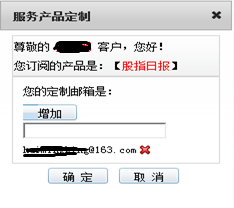 服务产品定制
尊敬的 客户，您好！
您订阅的产品是：【股指日报】
您的定制邮箱是：
增加
@163.com
确 定 取 消